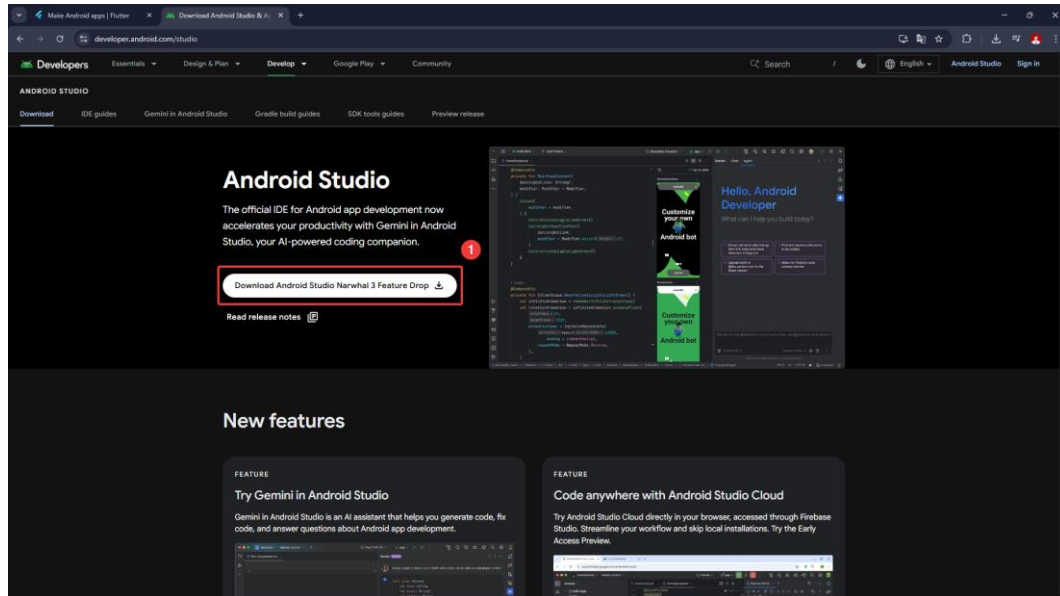 Make Android apps | Flutter
Download Android Studio & A
developer.android.com/studio
Developers
Essentials
Design & Plan
Develop
Google Play
Community
Search
/
English
Android Studio
Sign in
ANDROID STUDIO
Download
IDE guides
Gemini in Android Studio
Gradle build guides
SDK tools guides
Preview release
Android Studio
The official IDE for Android app development now
accelerates your productivity with Gemini in Android
Studio, your AI-powered coding companion.
1
Download Android Studio Narwhal 3 Feature Drop
Read release notes
Customize
your own
Android bot
Customize
your own
Android bot
Hello, Android
Developer
What can I help you build today?
New features
FEATURE
Try Gemini in Android Studio
Gemini in Android Studio is an AI assistant that helps you generate code, fix
code, and answer questions about Android app development.
FEATURE
Code anywhere with Android Studio Cloud
Try Android Studio Cloud directly in your browser, accessed through Firebase
Studio. Streamline your workflow and skip local installations. Try the Early
Access Preview.